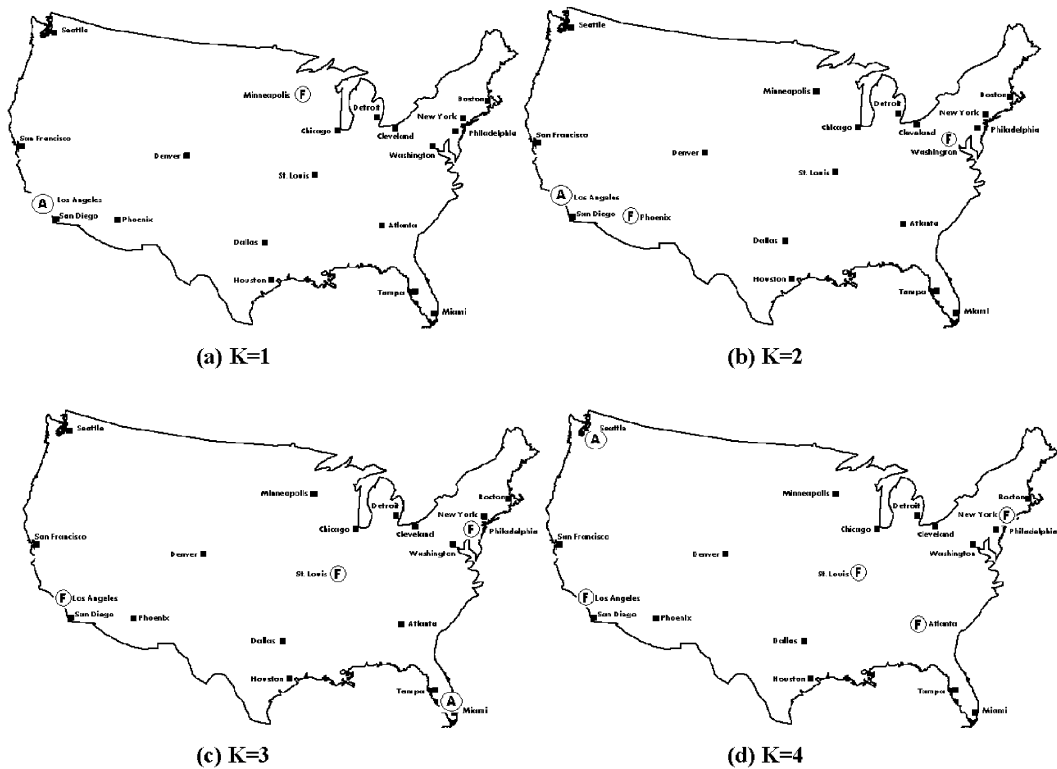 Seattle
Minneapolis F
Boston
Detroit
New York
Chicago
Cleveland
Philadelphia
San Francisco
Washington
Denver
St. Louis
A Los Angeles
San Diego
Phoenix
Atlanta
Dallas
Houston
Tampa
Miami
(a) K=1
Seattle
Minneapolis
Boston
Detroit
New York
Chicago
Cleveland
Philadelphia
San Francisco
F
Washington
Denver
St. Louis
A Los Angeles
San Diego
F Phoenix
Atlanta
Dallas
Houston
Tampa
Miami
(b) K=2
Seattle
Minneapolis
Boston
Detroit
New York
Chicago
Cleveland
F Philadelphia
San Francisco
Washington
Denver
St. Louis F
F Los Angeles
San Diego
Phoenix
Atlanta
Dallas
Houston
Tampa
A
Miami
(c) K=3
Seattle
A
Minneapolis
Boston
Detroit
New York F
Chicago
Cleveland
Philadelphia
San Francisco
Washington
Denver
St. Louis F
F Los Angeles
San Diego
Phoenix
F Atlanta
Dallas
Houston
Tampa
Miami
(d) K=4